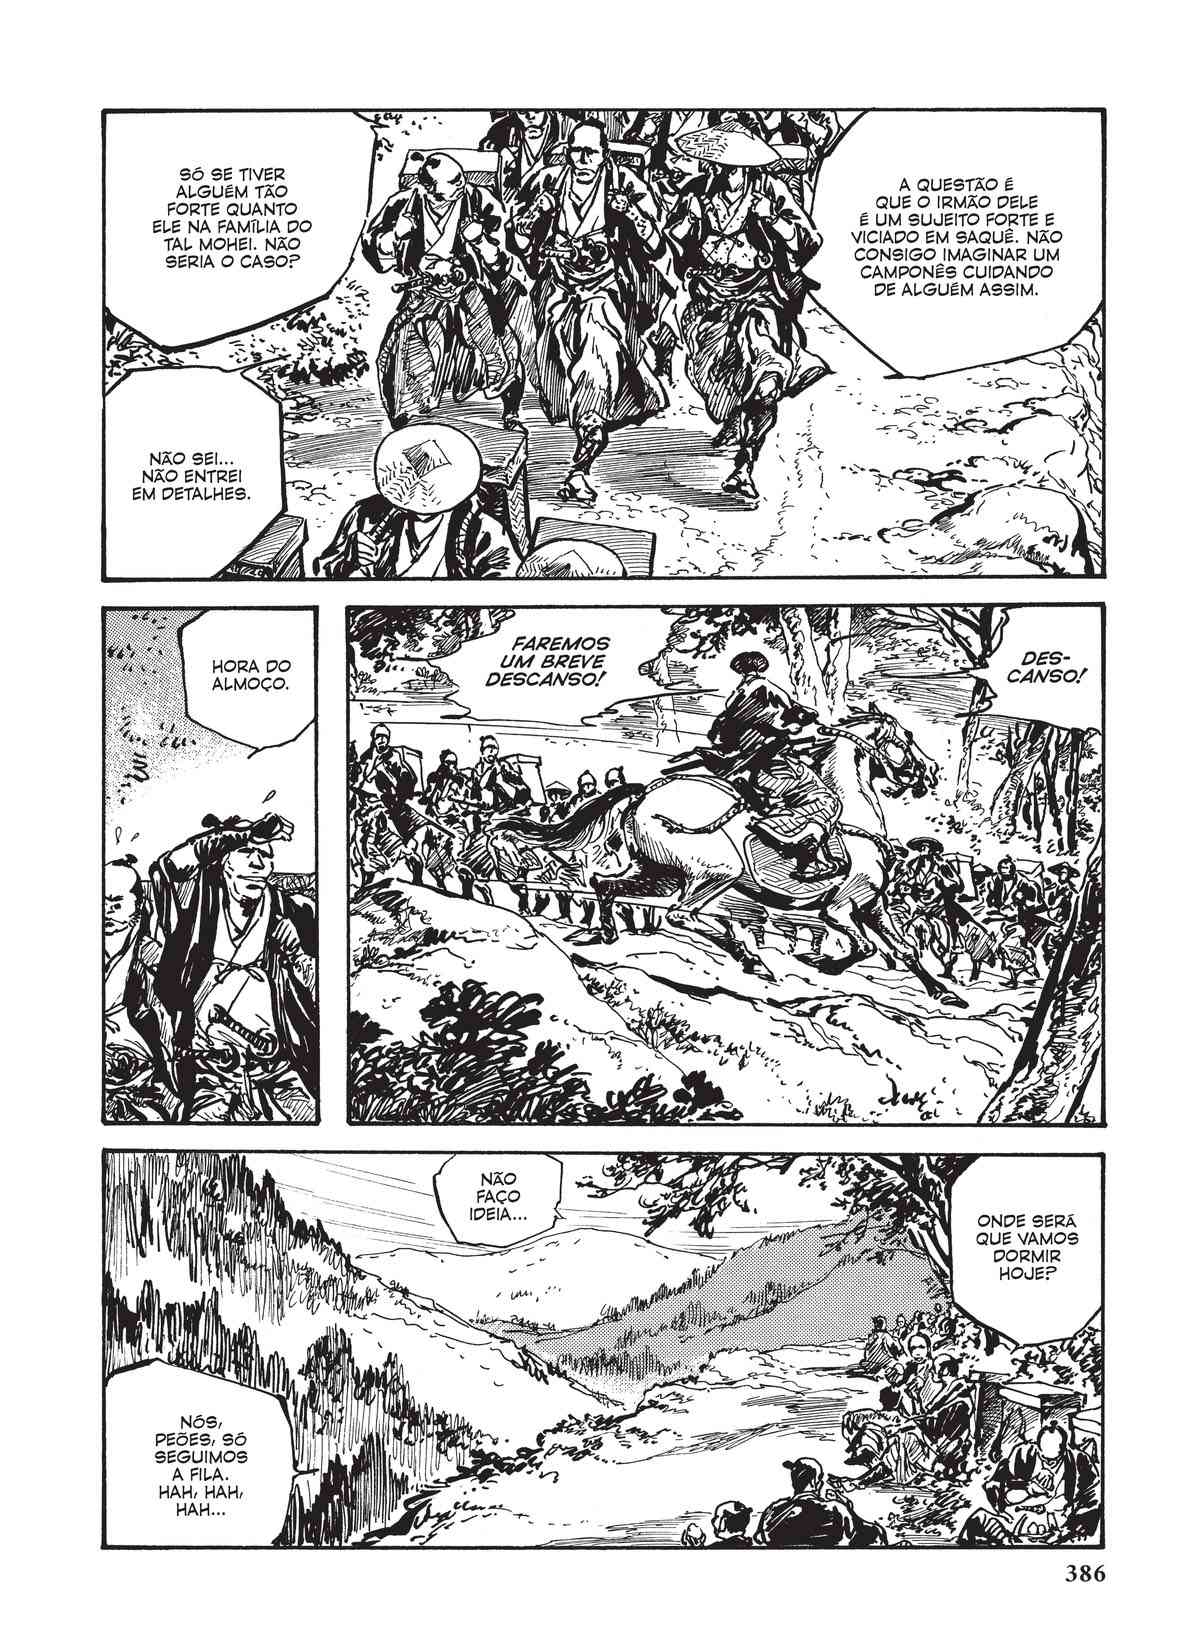 A QUESTÃO É
QUE O IRMÃO DELE
É UM SUJEITO FORTE E
VICIADO EM SAQUÊ. NÃO
CONSIGO IMAGINAR UM
CAMPONÊS CUIDANDO
DE ALGUÉM ASSIM.
SÓ SE TIVER
ALGUÉM TÃO
FORTE QUANTO
ELE NA FAMÍLIA DO
TAL MOHEI. NÃO
SERIA O CASO?
NÃO SEI...
NÃO ENTREI
EM DETALHES.
DES-
CANSO!
FAREMOS
UM BREVE
DESCANSO!
HORA DO
ALMOÇO.
ONDE SERÁ
QUE VAMOS
DORMIR
HOJE?
NÃO
FAÇO
IDEIA...
NÓS,
PEÕES, SÓ
SEGUIMOS
A FILA.
HAH, HAH,
HAH...
386